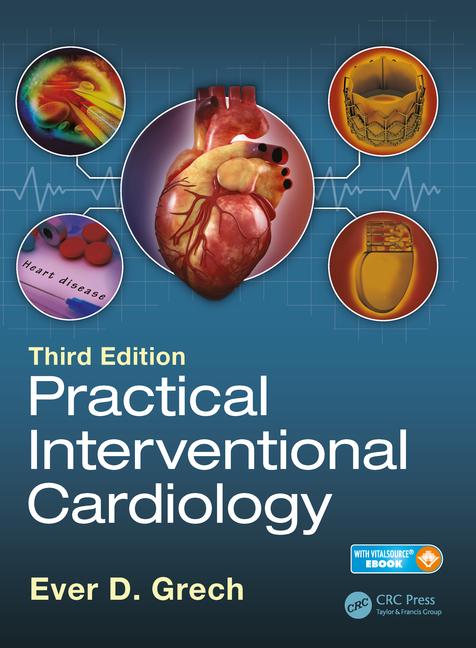 Heart disease
Third Edition
Practical
Interventional
Cardiology
WITH VITALSOURCE®
EBOOK
Ever D. Grech
CRC
CRC Press
Taylor & Francis Group